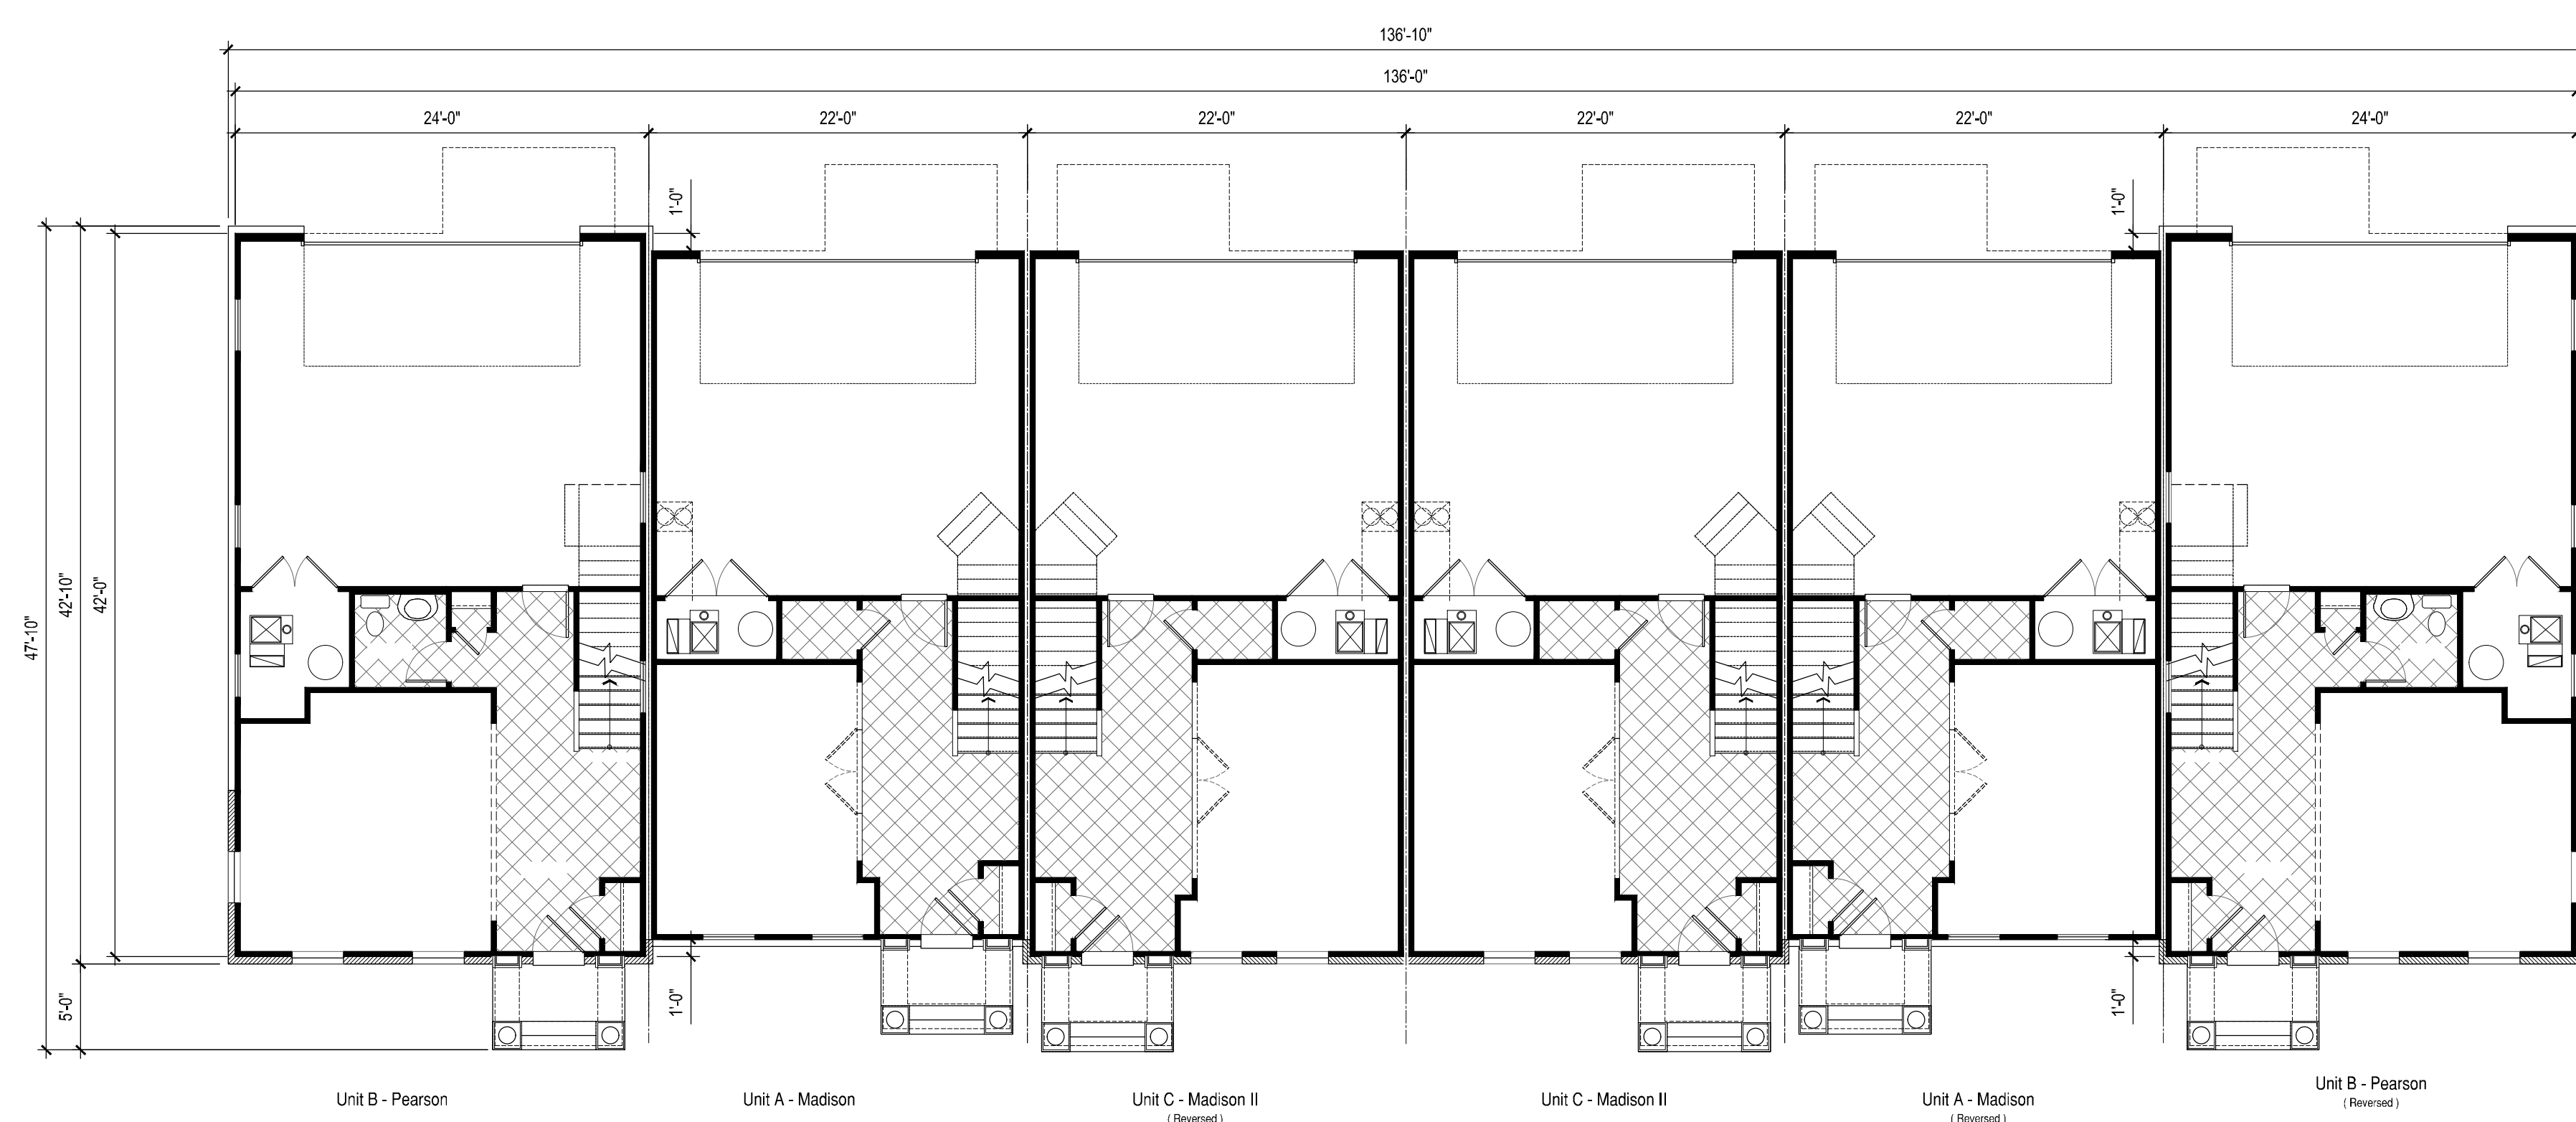 136'-10"
136'-0"
24'-0"
22'-0"
22'-0"
22'-0"
22'-0"
24'-0"
1'-0"
1'-0"
47'-10"
42'-10"
42'-0"
5'-0"
1'-0"
1'-0"
Unit B - Pearson
Unit A - Madison
Unit C - Madison II
( Reversed )
Unit C - Madison II
Unit A - Madison
( Reversed )
Unit B - Pearson
( Reversed )